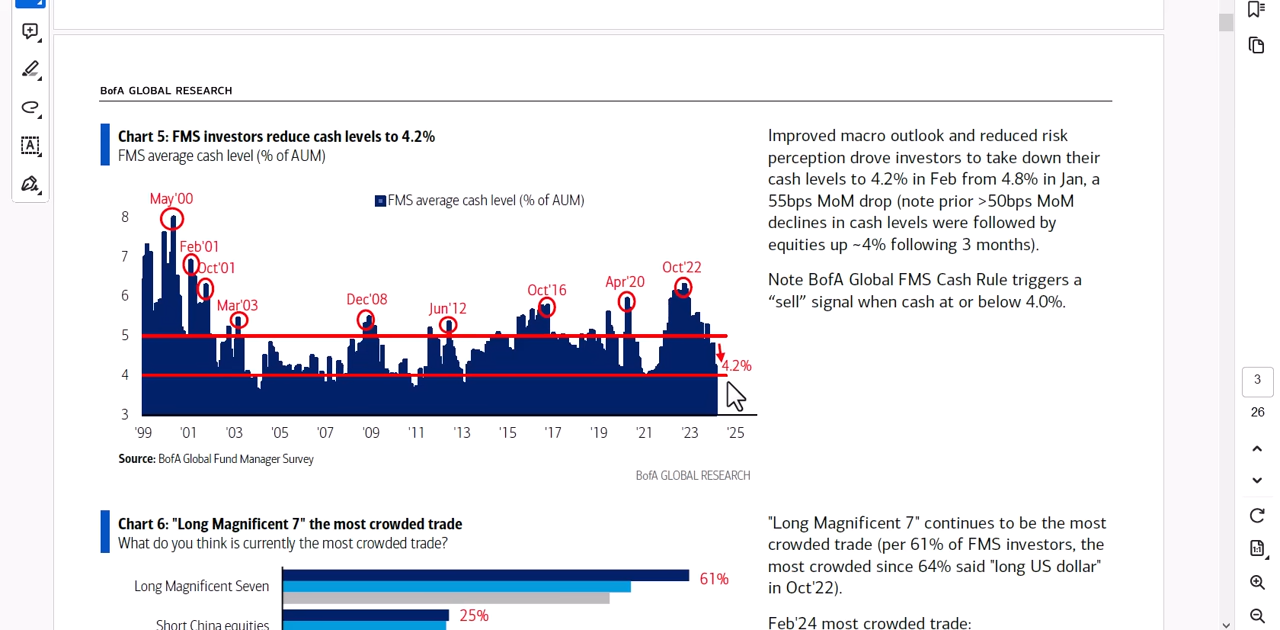 BofA GLOBAL RESEARCH
Chart 5: FMS investors reduce cash levels to 4.2%
FMS average cash level (% of AUM)
FMS average cash level (% of AUM)
May'00
Feb'01
Oct'01
Mar'03
Dec'08
Jun'12
Oct'16
Apr'20
Oct'22
4.2%
8
7
6
5
4
3
'99 '01 '03 '05 '07 '09 '11 '13 '15 '17 '19 '21 '23 '25
Source: BofA Global Fund Manager Survey
BofA GLOBAL RESEARCH
Improved macro outlook and reduced risk
perception drove investors to take down their
cash levels to 4.2% in Feb from 4.8% in Jan, a
55bps MoM drop (note prior >50bps MoM
declines in cash levels were followed by
equities up ~4% following 3 months).
Note BofA Global FMS Cash Rule triggers a
“sell” signal when cash at or below 4.0%.
Chart 6: "Long Magnificent 7" the most crowded trade
What do you think is currently the most crowded trade?
Long Magnificent Seven
61%
Short China equities
25%
"Long Magnificent 7" continues to be the most
crowded trade (per 61% of FMS investors, the
most crowded since 64% said "long US dollar"
in Oct'22).
Feb'24 most crowded trade:
3
26
A
1:1